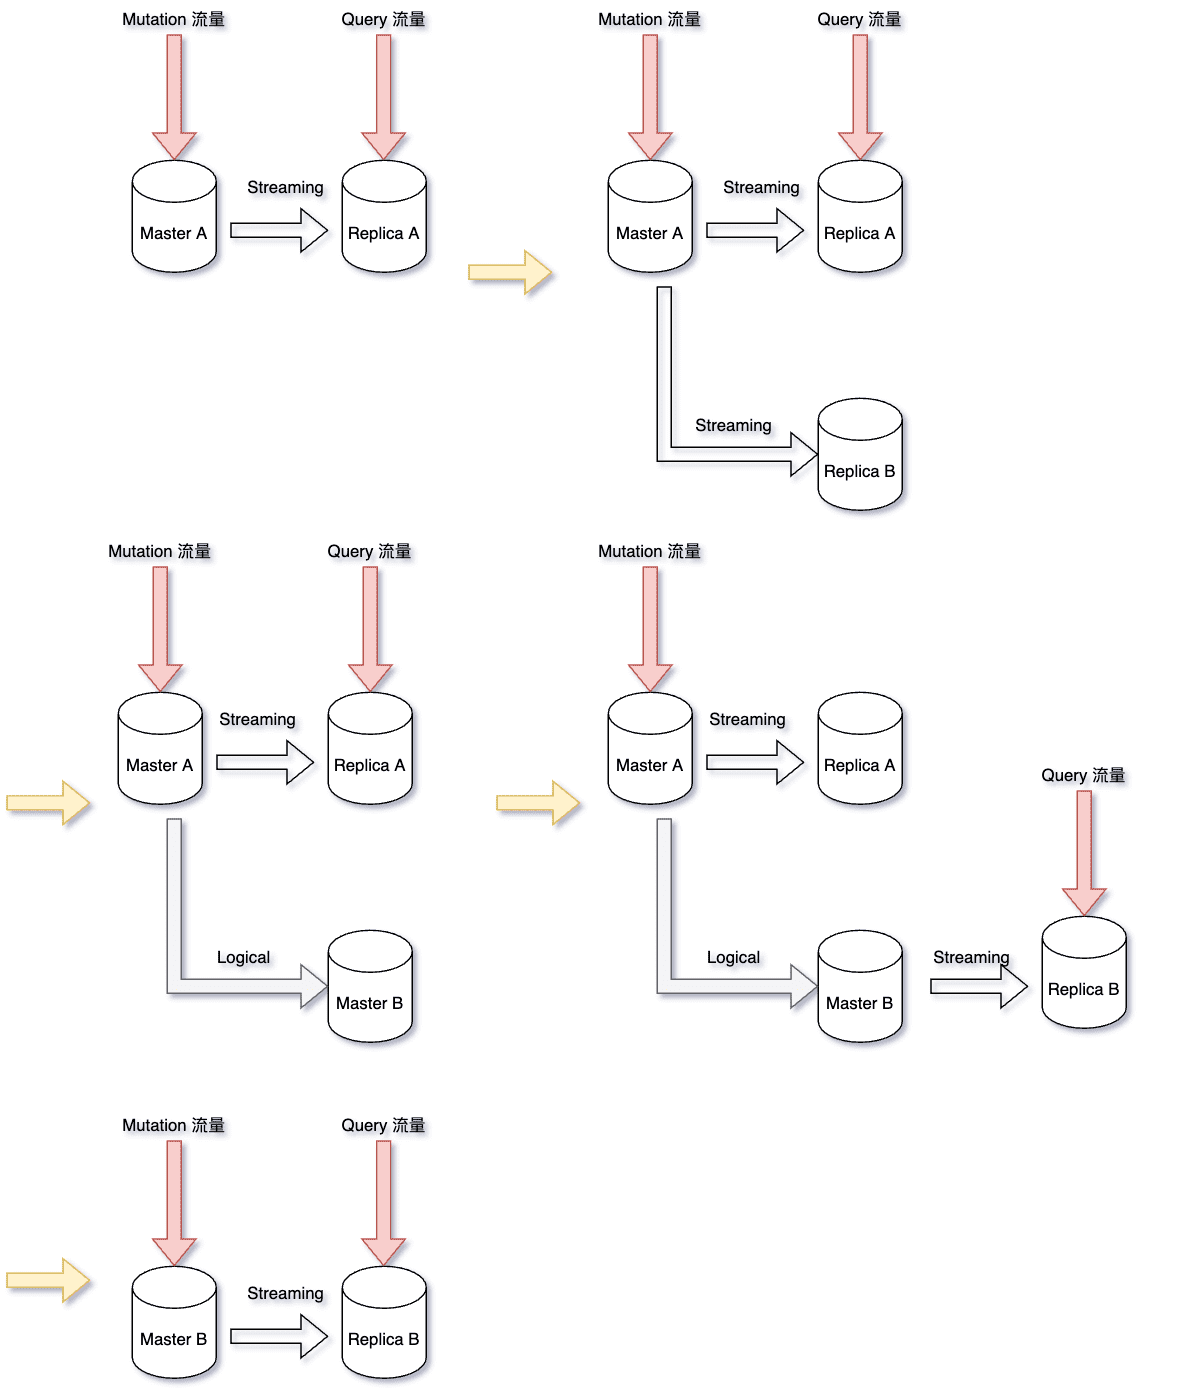 Mutation 流量
Query 流量
Streaming
Master A
Replica A
Mutation 流量
Query 流量
Streaming
Master A
Replica A
Streaming
Replica B
Mutation 流量
Query 流量
Streaming
Master A
Replica A
Logical
Master B
Mutation 流量
Streaming
Master A
Replica A
Query 流量
Logical
Master B
Streaming
Replica B
Mutation 流量
Query 流量
Streaming
Master B
Replica B